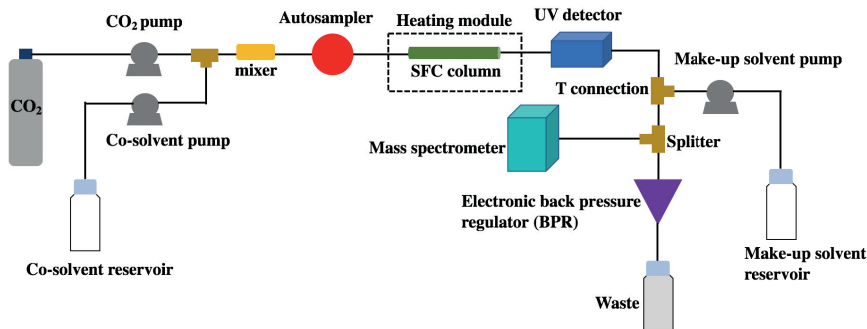 CO2 pump
Autosampler
Heating module
UV detector
Make-up solvent pump
mixer
SFC column
T connection
CO2
Co-solvent pump
Mass spectrometer
Splitter
Electronic back pressure
regulator (BPR)
Co-solvent reservoir
Make-up solvent
reservoir
Waste